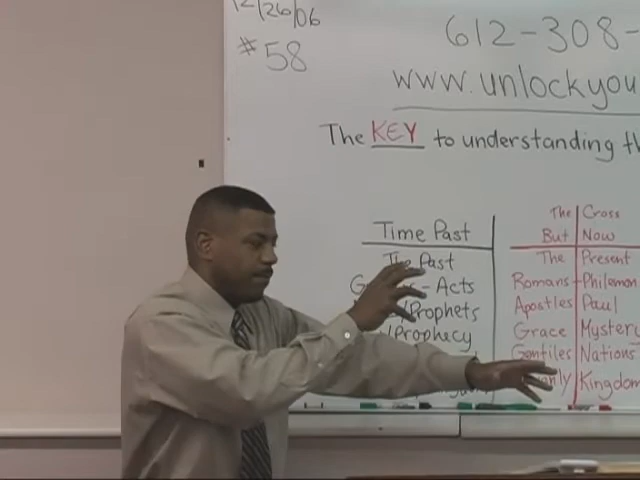 12/26/06
#58
612-308-
www.unlockyou
The KEY to understanding th
Time Past
The Past
- Acts
/Prophets
/Prophecy
The Cross
But Now
The Present
Romans-Philemon
Apostles Paul
Grace Mystery
Gentiles Nations
Kingdom